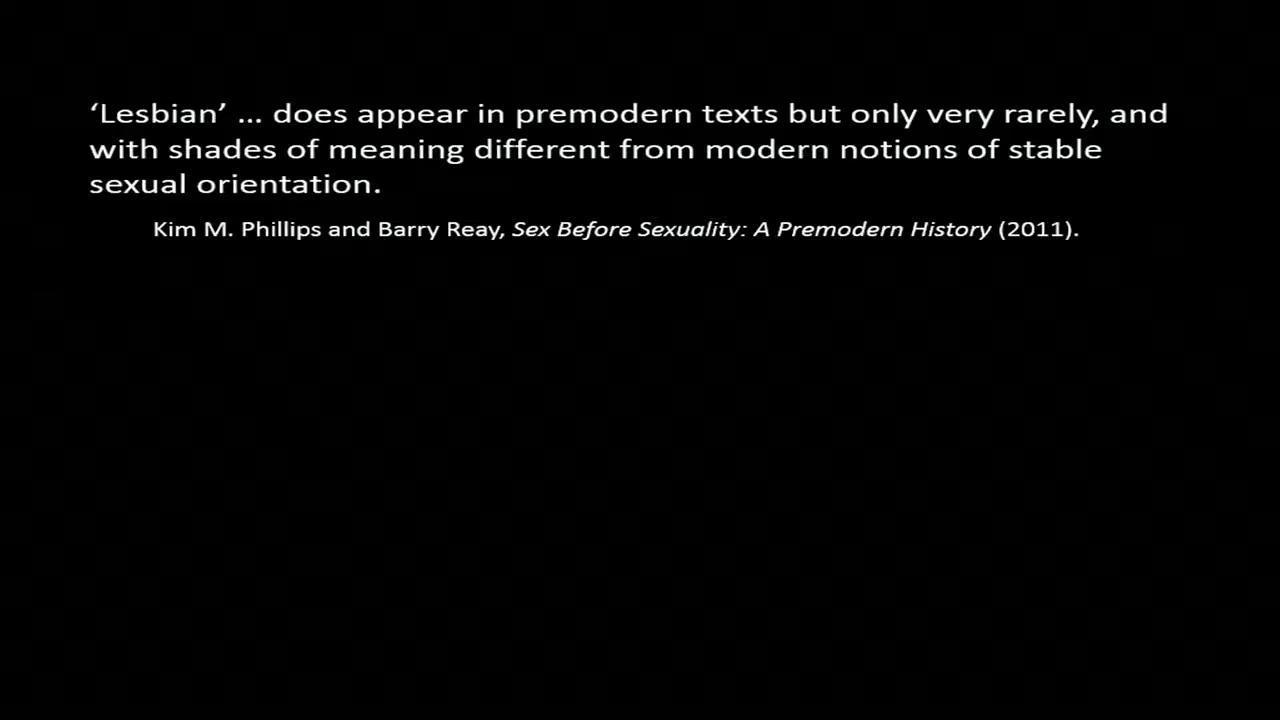 ‘Lesbian’ ... does appear in premodern texts but only very rarely, and
with shades of meaning different from modern notions of stable
sexual orientation.
Kim M. Phillips and Barry Reay, Sex Before Sexuality: A Premodern History (2011).